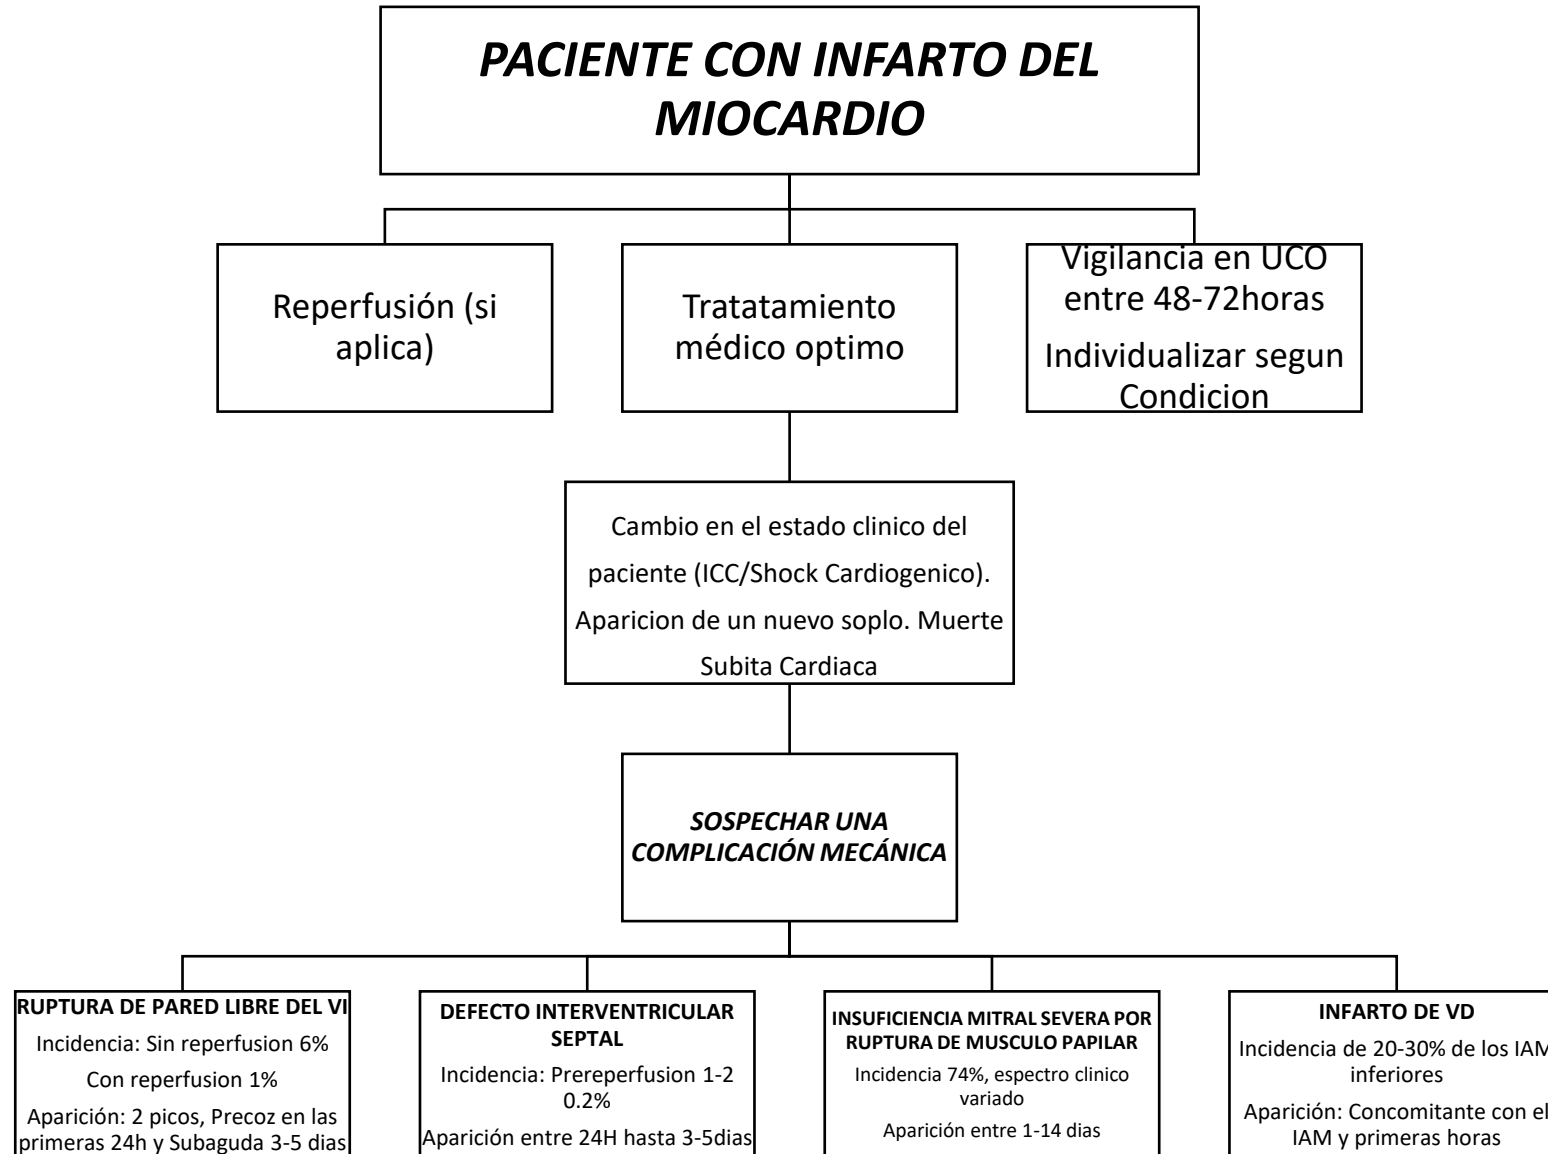 PACIENTE CON INFARTO DEL
MIOCARDIO
Reperfusión (si
aplica)
Tratatamiento
médico optimo
Vigilancia en UCO
entre 48-72horas
Individualizar segun
Condicion
Cambio en el estado clinico del
paciente (ICC/Shock Cardiogenico).
Aparicion de un nuevo soplo. Muerte
Subita Cardiaca
SOSPECHAR UNA
COMPLICACIÓN MECÁNICA
RUPTURA DE PARED LIBRE DEL VI
Incidencia: Sin reperfusion 6%
Con reperfusion 1%
Aparición: 2 picos, Precoz en las
primeras 24h y Subaguda 3-5 dias
DEFECTO INTERVENTRICULAR
SEPTAL
Incidencia: Prereperfusion 1-2
0.2%
Aparición entre 24H hasta 3-5dias
INSUFICIENCIA MITRAL SEVERA POR
RUPTURA DE MUSCULO PAPILAR
Incidencia 74%, espectro clinico
variado
Aparición entre 1-14 dias
INFARTO DE VD
Incidencia de 20-30% de los IAM
inferiores
Aparición: Concomitante con el
IAM y primeras horas